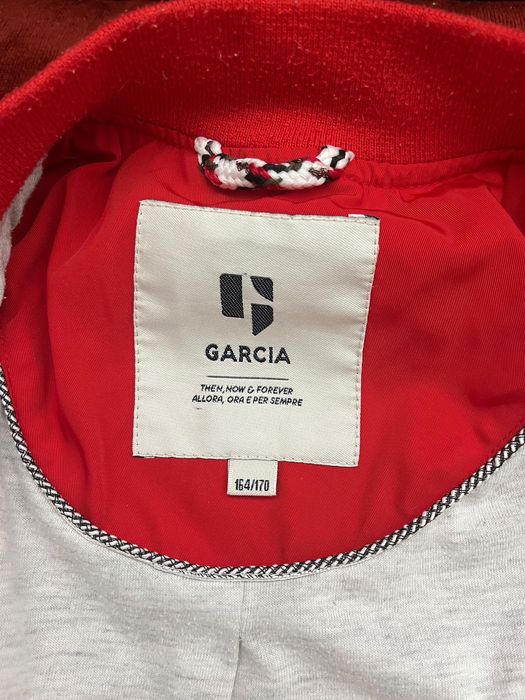 GARCIA
THEN, NOW & FOREVER
ALLORA, ORA E PER SEMPRE
164/170